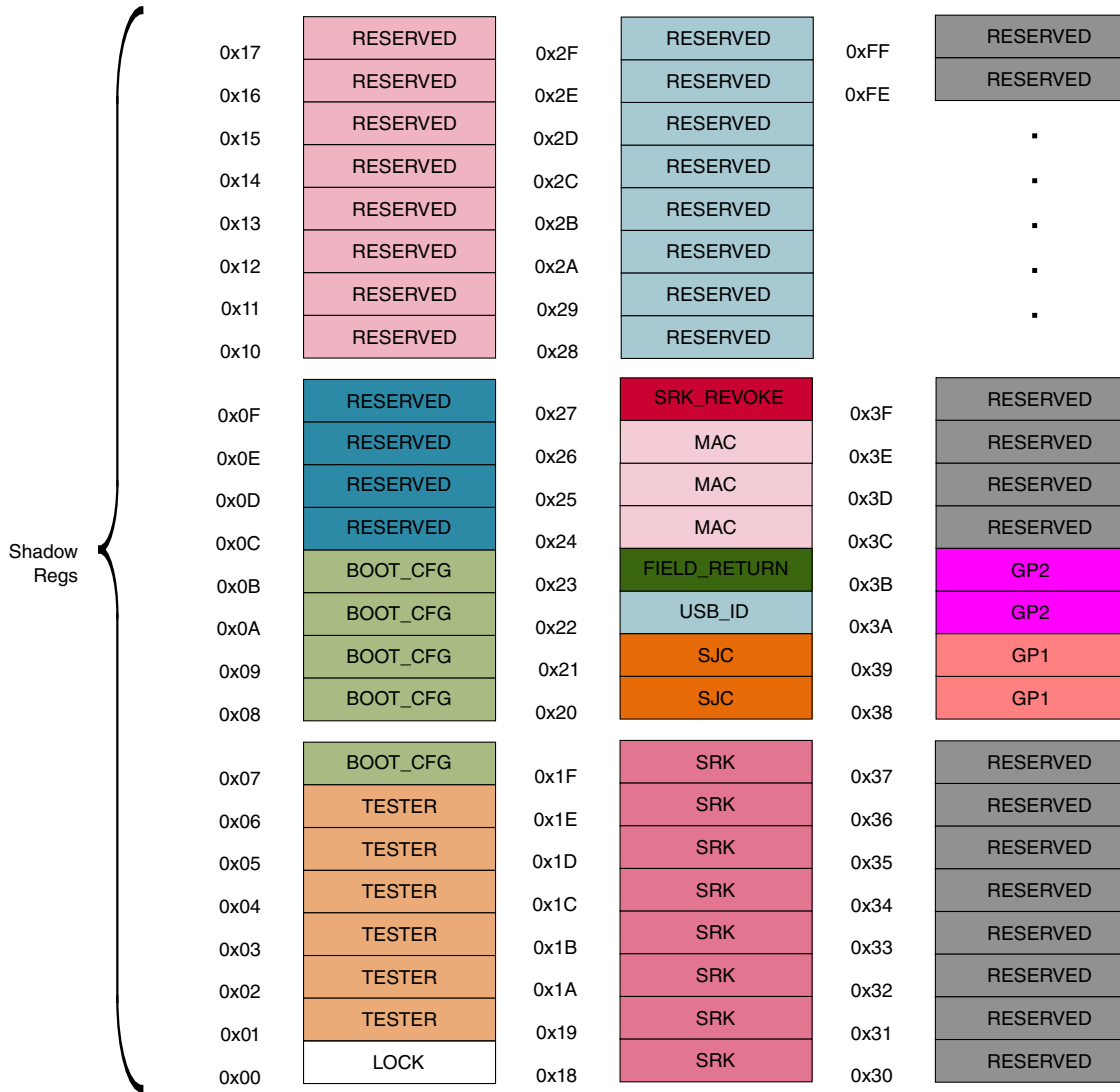 Shadow
Regs
0x17 RESERVED 0x2F RESERVED 0xFF RESERVED
0x16 RESERVED 0x2E RESERVED 0xFE RESERVED
0x15 RESERVED 0x2D RESERVED
0x14 RESERVED 0x2C RESERVED
0x13 RESERVED 0x2B RESERVED
0x12 RESERVED 0x2A RESERVED
0x11 RESERVED 0x29 RESERVED
0x10 RESERVED 0x28 RESERVED
0x0F RESERVED 0x27 SRK_REVOKE 0x3F RESERVED
0x0E RESERVED 0x26 MAC 0x3E RESERVED
0x0D RESERVED 0x25 MAC 0x3D RESERVED
0x0C RESERVED 0x24 MAC 0x3C RESERVED
0x0B BOOT_CFG 0x23 FIELD_RETURN 0x3B GP2
0x0A BOOT_CFG 0x22 USB_ID 0x3A GP2
0x09 BOOT_CFG 0x21 SJC 0x39 GP1
0x08 BOOT_CFG 0x20 SJC 0x38 GP1
0x07 BOOT_CFG 0x1F SRK 0x37 RESERVED
0x06 TESTER 0x1E SRK 0x36 RESERVED
0x05 TESTER 0x1D SRK 0x35 RESERVED
0x04 TESTER 0x1C SRK 0x34 RESERVED
0x03 TESTER 0x1B SRK 0x33 RESERVED
0x02 TESTER 0x1A SRK 0x32 RESERVED
0x01 TESTER 0x19 SRK 0x31 RESERVED
0x00 LOCK 0x18 SRK 0x30 RESERVED